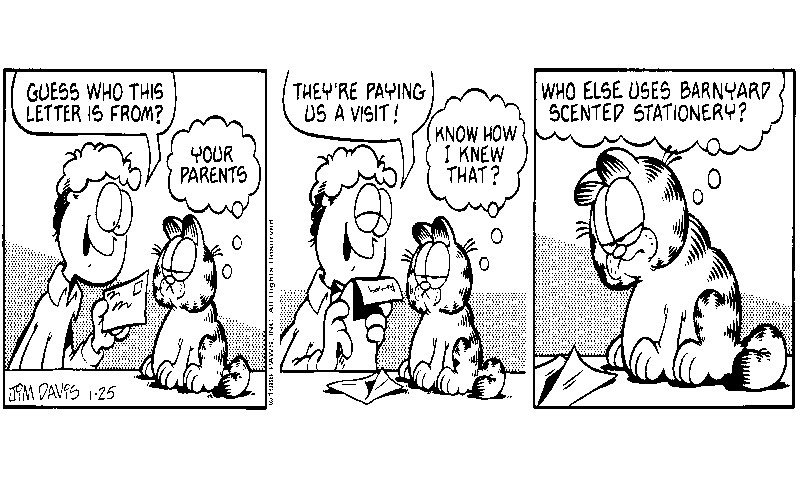 GUESS WHO THIS
LETTER IS FROM?
YOUR
PARENTS
JIM DAVIS 1·25
THEY'RE PAYING
US A VISIT!
KNOW HOW
I KNEW
THAT?
WHO ELSE USES BARNYARD
SCENTED STATIONERY?